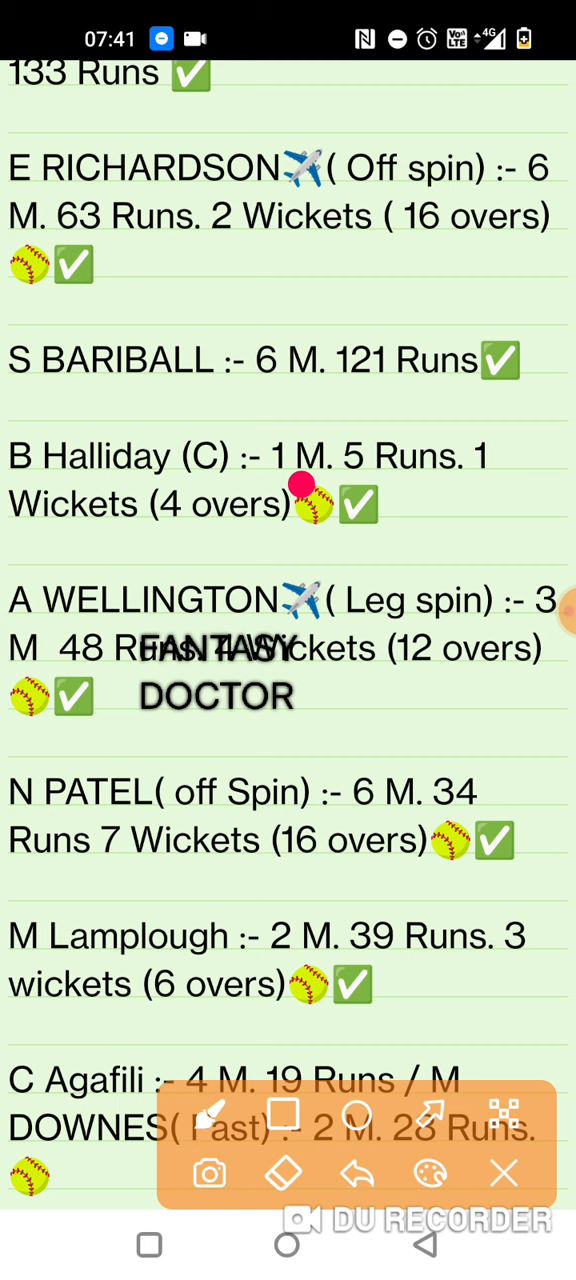 07:41
4G
133 Runs ✅
E RICHARDSON✈️( Off spin) :- 6
M. 63 Runs. 2 Wickets ( 16 overs)
🥎✅
S BARIBALL :- 6 M. 121 Runs✅
B Halliday (C) :- 1 M. 5 Runs. 1
Wickets (4 overs)🥎✅
A WELLINGTON✈️( Leg spin) :- 3
M 48 Runs. 4 Wickets (12 overs)
🥎✅
FANTASY
DOCTOR
N PATEL( off Spin) :- 6 M. 34
Runs 7 Wickets (16 overs)🥎✅
M Lamplough :- 2 M. 39 Runs. 3
wickets (6 overs)🥎✅
C Agafili :- 4 M. 19 Runs / M
DOWNES( Fast) :- 2 M. 28 Runs.
🥎
DU RECORDER